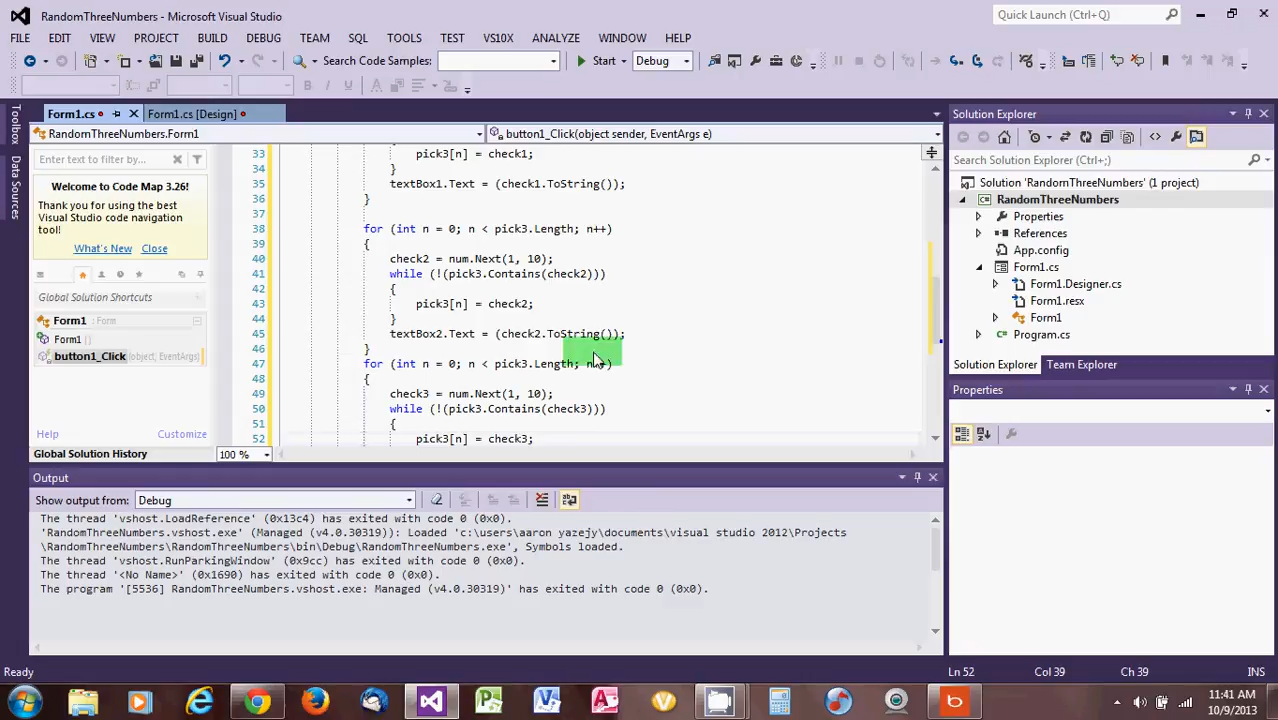 RandomThreeNumbers - Microsoft Visual Studio
Quick Launch (Ctrl+Q)
FILE EDIT VIEW PROJECT BUILD DEBUG TEAM SQL TOOLS TEST VS10X ANALYZE WINDOW HELP
Search Code Samples:
Start
Debug
Form1.cs
Form1.cs [Design]
RandomThreeNumbers.Form1
button1_Click(object sender, EventArgs e)
Toolbox
Data Sources
Enter text to filter by...
Welcome to Code Map 3.26!
Thank you for using the best
Visual Studio code navigation
tool!
What's New Close
Global Solution Shortcuts
Form1 : Form
Form1 ()
button1_Click (object; EventArgs)
Help Customize
Global Solution History
33 pick3[n] = check1;
34 }
35 textBox1.Text = (check1.ToString());
36 }
37
38 for (int n = 0; n < pick3.Length; n++)
39 {
40 check2 = num.Next(1, 10);
41 while (!(pick3.Contains(check2)))
42 {
43 pick3[n] = check2;
44 }
45 textBox2.Text = (check2.ToString());
46 }
47 for (int n = 0; n < pick3.Length; n++)
48 {
49 check3 = num.Next(1, 10);
50 while (!(pick3.Contains(check3)))
51 {
52 pick3[n] = check3;
100 %
Solution Explorer
Search Solution Explorer (Ctrl+;)
Solution 'RandomThreeNumbers' (1 project)
RandomThreeNumbers
Properties
References
App.config
Form1.cs
Form1.Designer.cs
Form1.resx
Form1
Program.cs
Solution Explorer Team Explorer
Properties
Output
Show output from: Debug
The thread 'vshost.LoadReference' (0x13c4) has exited with code 0 (0x0).
'RandomThreeNumbers.vshost.exe' (Managed (v4.0.30319)): Loaded 'c:\users\aaron yazejy\documents\visual studio 2012\Projects
\RandomThreeNumbers\RandomThreeNumbers\bin\Debug\RandomThreeNumbers.exe', Symbols loaded.
The thread 'vshost.RunParkingWindow' (0x9cc) has exited with code 0 (0x0).
The thread '<No Name>' (0x1690) has exited with code 0 (0x0).
The program '[5536] RandomThreeNumbers.vshost.exe: Managed (v4.0.30319)' has exited with code 0 (0x0).
Ready
Ln 52 Col 39 Ch 39 INS
11:41 AM
10/9/2013